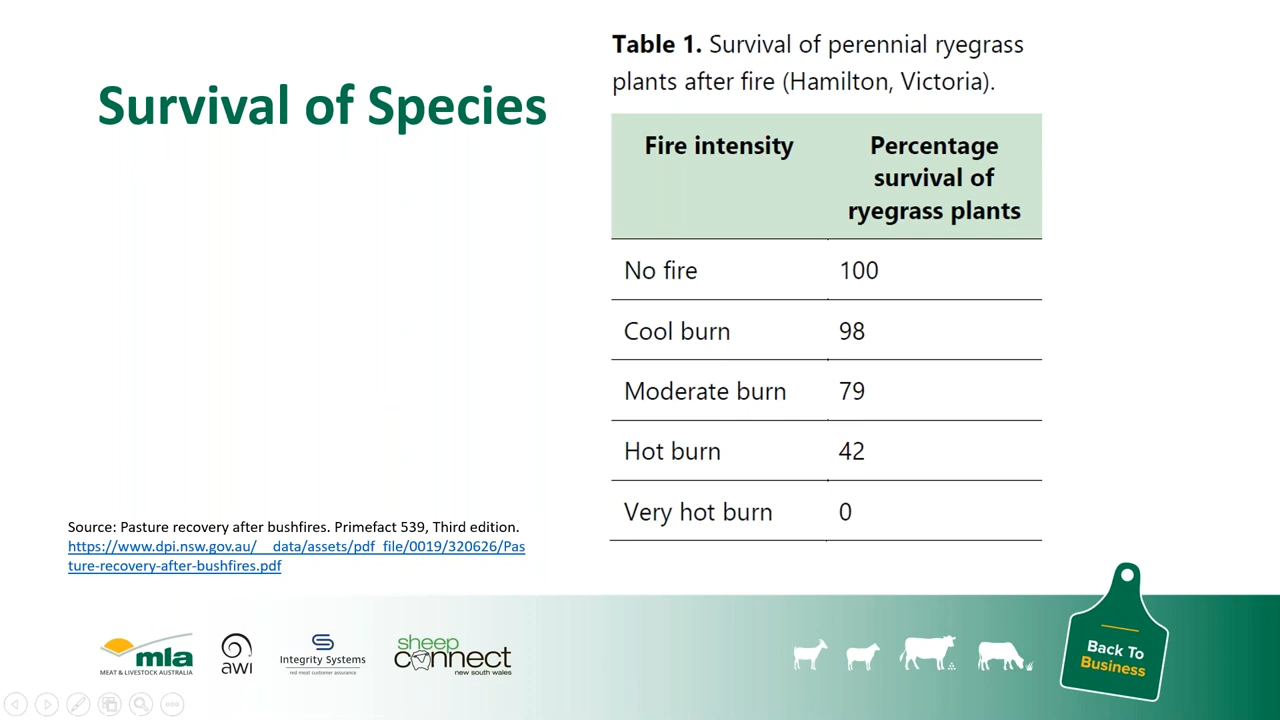 Survival of Species
Table 1. Survival of perennial ryegrass
plants after fire (Hamilton, Victoria).
Fire intensity Percentage
survival of
ryegrass plants
No fire 100
Cool burn 98
Moderate burn 79
Hot burn 42
Very hot burn 0
Source: Pasture recovery after bushfires. Primefact 539, Third edition.
https://www.dpi.nsw.gov.au/__data/assets/pdf_file/0019/320626/Pas
ture-recovery-after-bushfires.pdf
mla
MEAT & LIVESTOCK AUSTRALIA
AWI
Integrity Systems
red meat customer assurance
sheep
connect
new south wales
Back To
Business